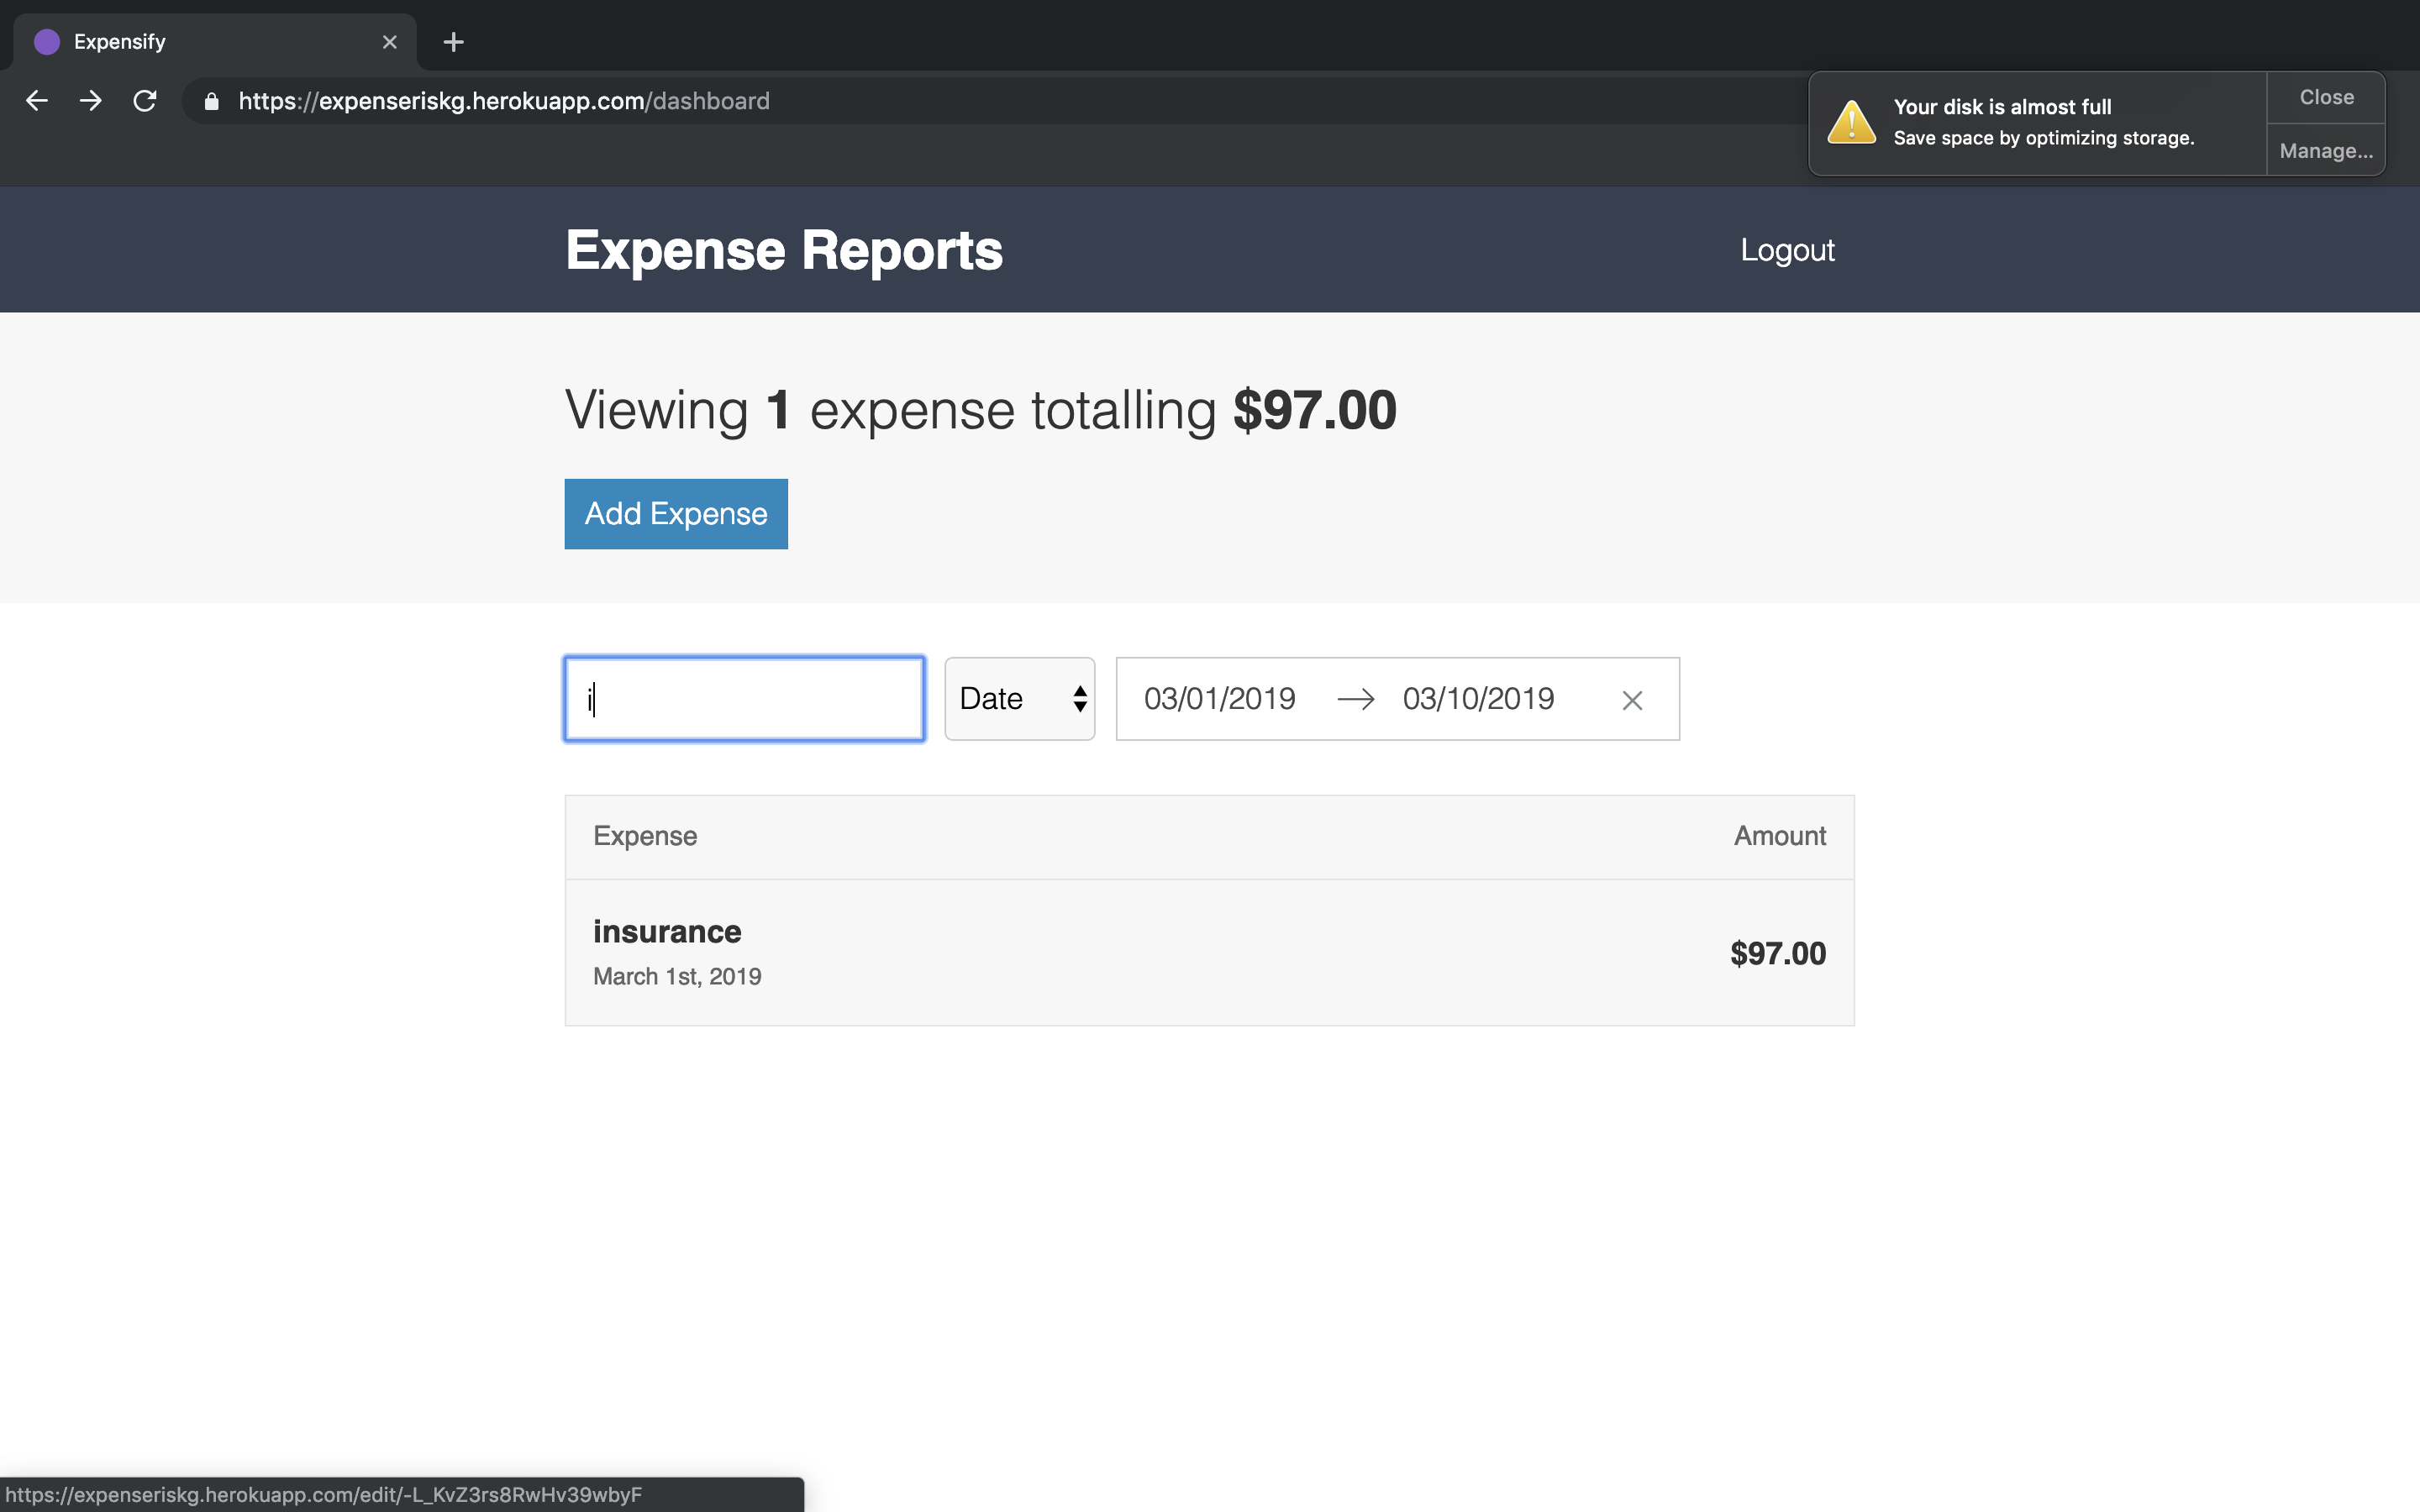 Expensify
https://expenseriskg.herokuapp.com/dashboard
Your disk is almost full
Save space by optimizing storage.
Close
Manage...
Expense Reports
Logout
Viewing 1 expense totalling $97.00
Add Expense
i
Date
03/01/2019
03/10/2019
Expense
Amount
insurance
March 1st, 2019
$97.00
https://expenseriskg.herokuapp.com/edit/-L_KvZ3rs8RwHv39wbyF